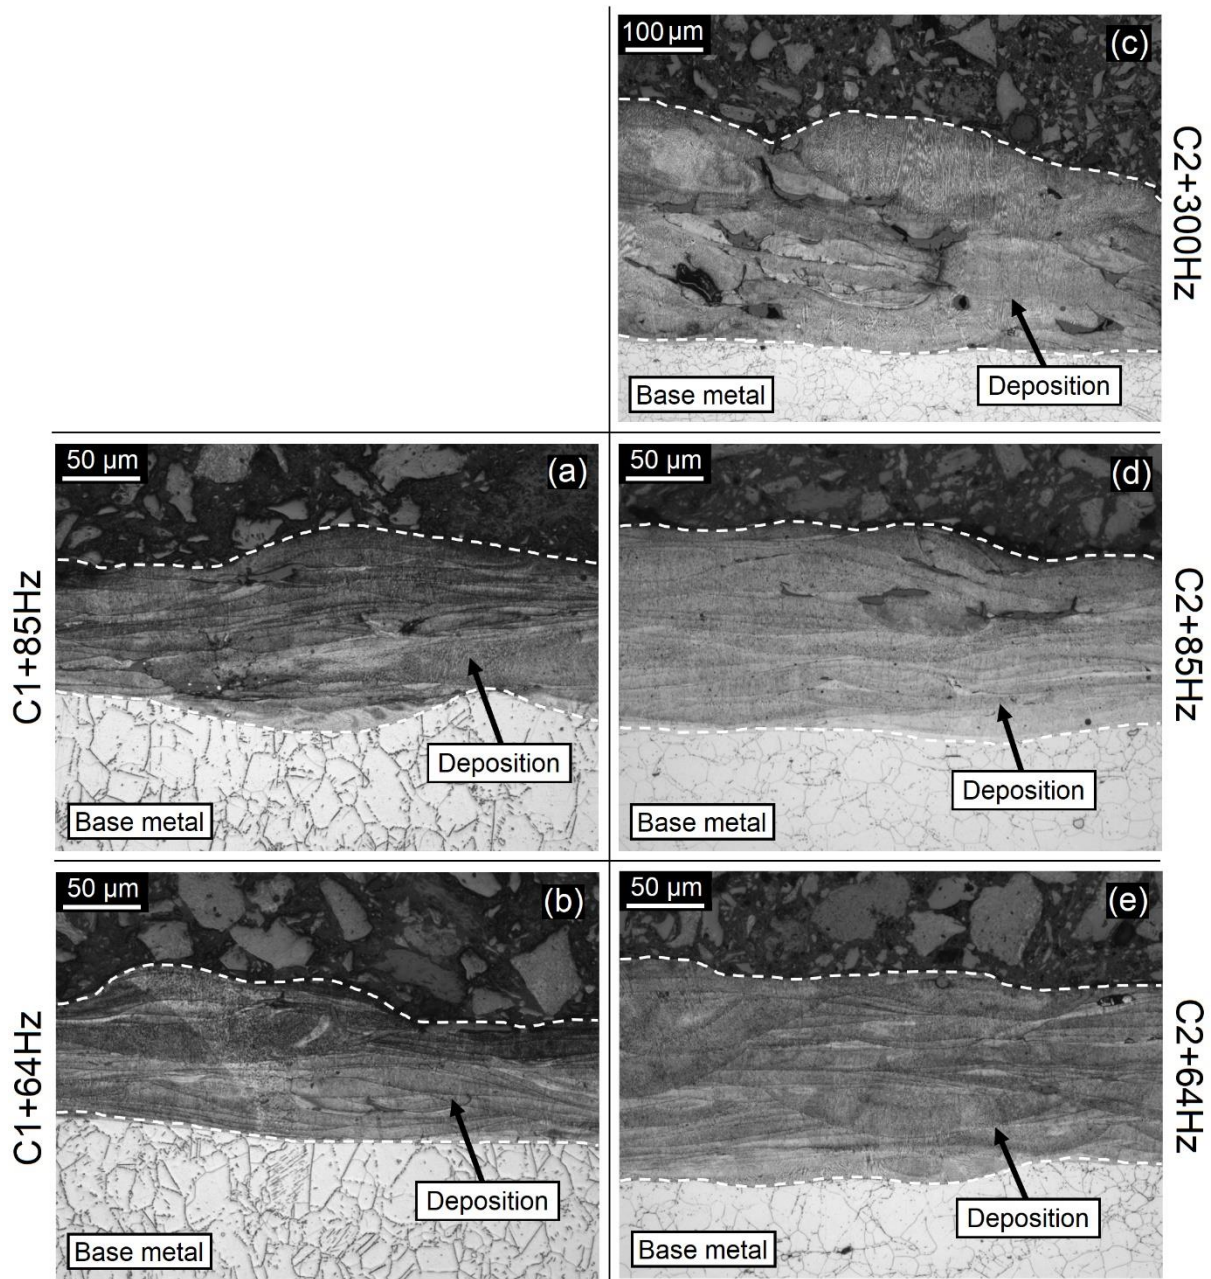 100 µm
(c)
C2+300Hz
Base metal
Deposition
50 µm
(a)
C1+85Hz
Deposition
Base metal
50 µm
(d)
C2+85Hz
Deposition
Base metal
50 µm
(b)
C1+64Hz
Deposition
Base metal
50 µm
(e)
C2+64Hz
Deposition
Base metal